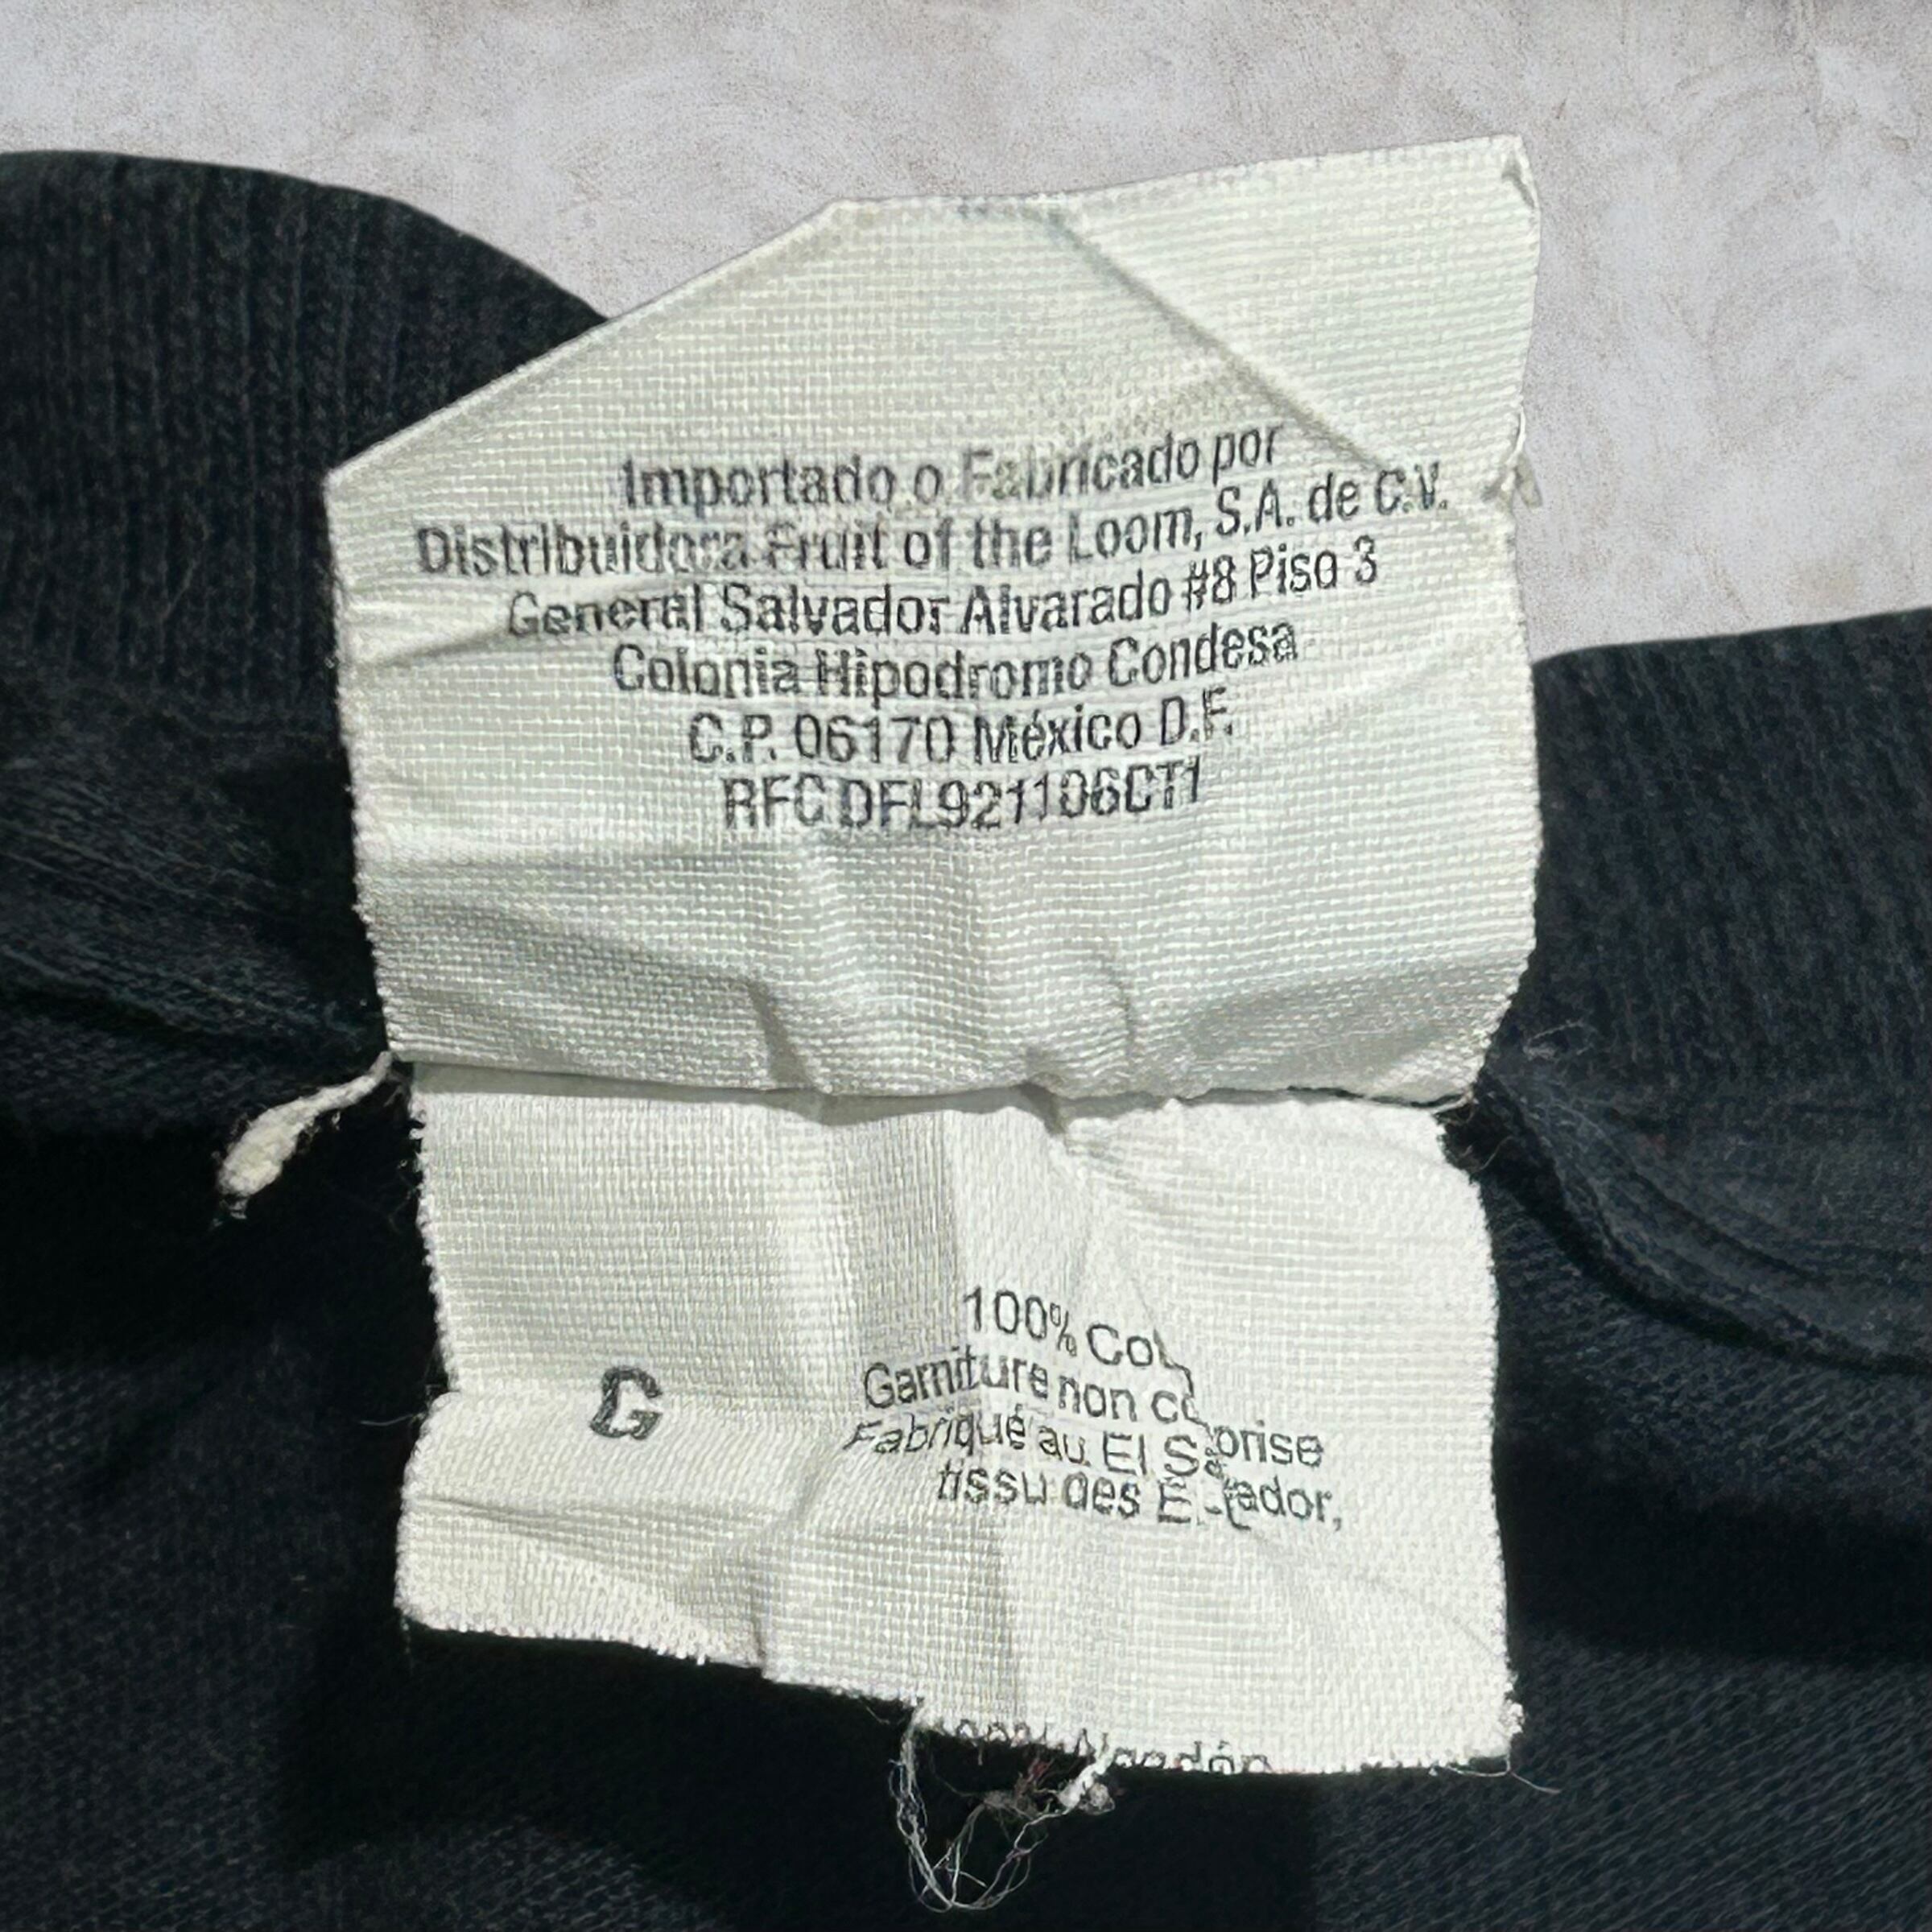 Importado o Fabricado por
Distribuidora Fruit of the Loom, S.A. de C.V.
General Salvador Alvarado #8 Piso 3
Colonia Hipodromo Condesa
C.P. 06170 México D.F.
RFC DFL921106CT1
G
100%
Garniture non
Fabriqué au El
tissu des
Algodón